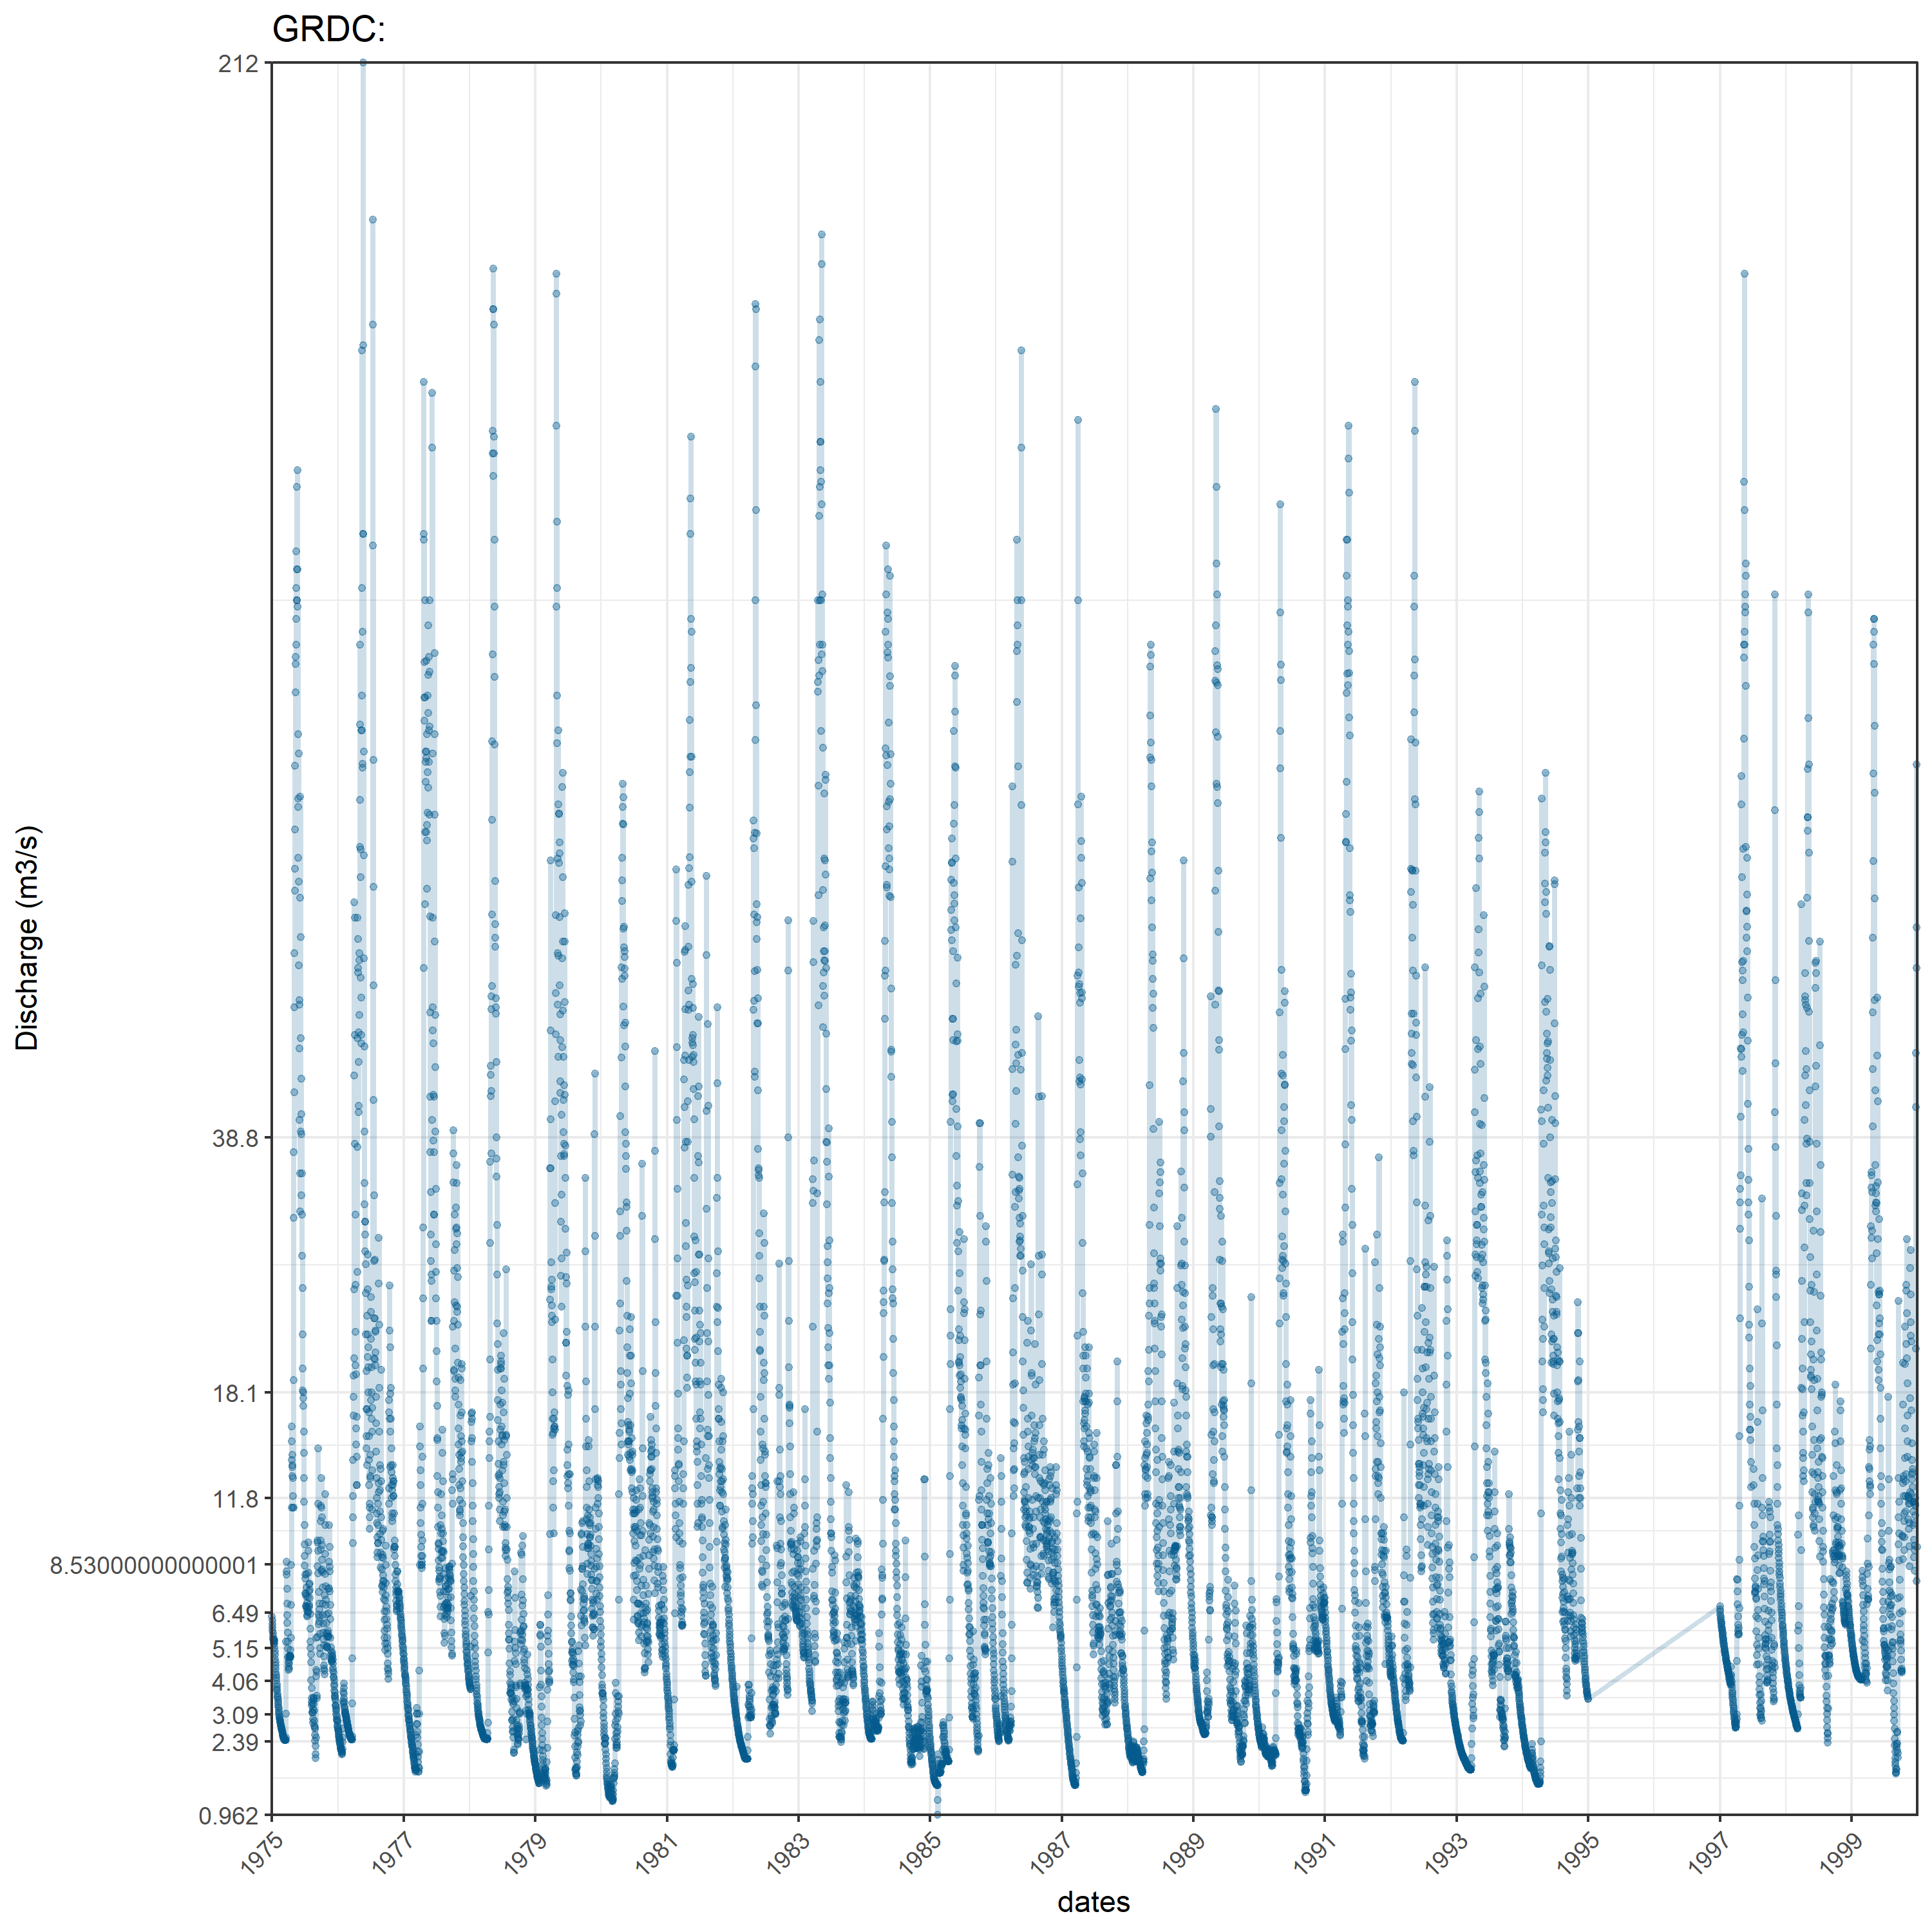 GRDC:
212
38.8
18.1
11.8
8.53000000000001
6.49
5.15
4.06
3.09
2.39
0.962
Discharge (m3/s)
1975 1977 1979 1981 1983 1985 1987 1989 1991 1993 1995 1997 1999
dates